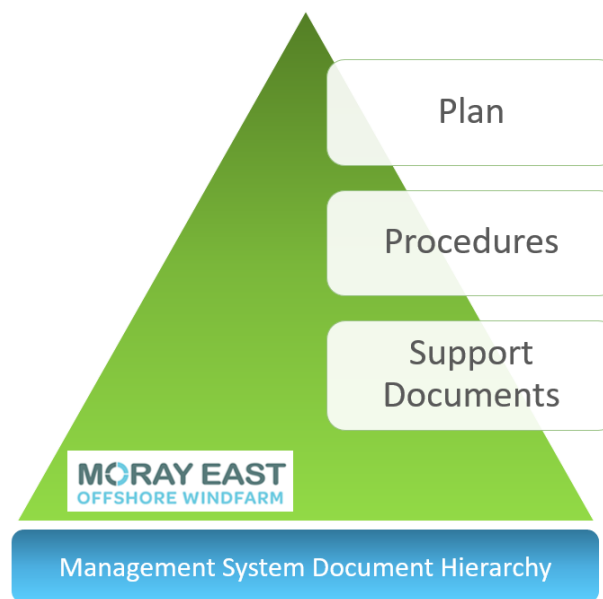 Plan
Procedures
Support
Documents
MORAY EAST
OFFSHORE WINDFARM
Management System Document Hierarchy